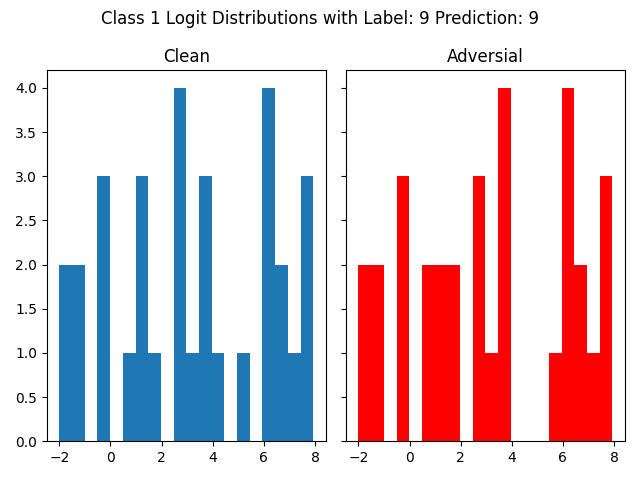 Class 1 Logit Distributions with Label: 9 Prediction: 9
Clean
Adversial
4.0
3.5
3.0
2.5
2.0
1.5
1.0
0.5
0.0
−2 0 2 4 6 8
−2 0 2 4 6 8